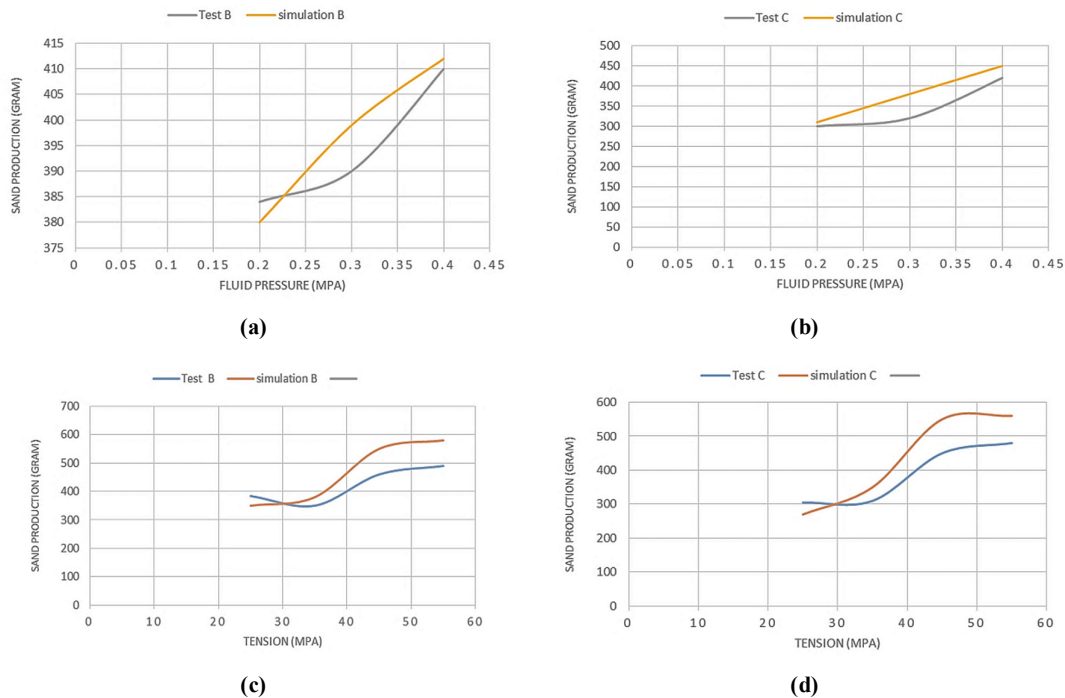 Test B simulation B
SAND PRODUCTION (GRAM)
415
410
405
400
395
390
385
380
375
0 0.05 0.1 0.15 0.2 0.25 0.3 0.35 0.4 0.45
FLUID PRESSURE (MPA)
(a)
Test C simulation C
SAND PRODUCTION (GRAM)
500
450
400
350
300
250
200
150
100
50
0
0 0.05 0.1 0.15 0.2 0.25 0.3 0.35 0.4 0.45
FLUID PRESSURE (MPA)
(b)
Test B simulation B
SAND PRODUCTION (GRAM)
700
600
500
400
300
200
100
0
0 10 20 30 40 50 60
TENSION (MPA)
(c)
Test C simulation C
SAND PRODUCTION (GRAM)
600
500
400
300
200
100
0
0 10 20 30 40 50 60
TENSION (MPA)
(d)